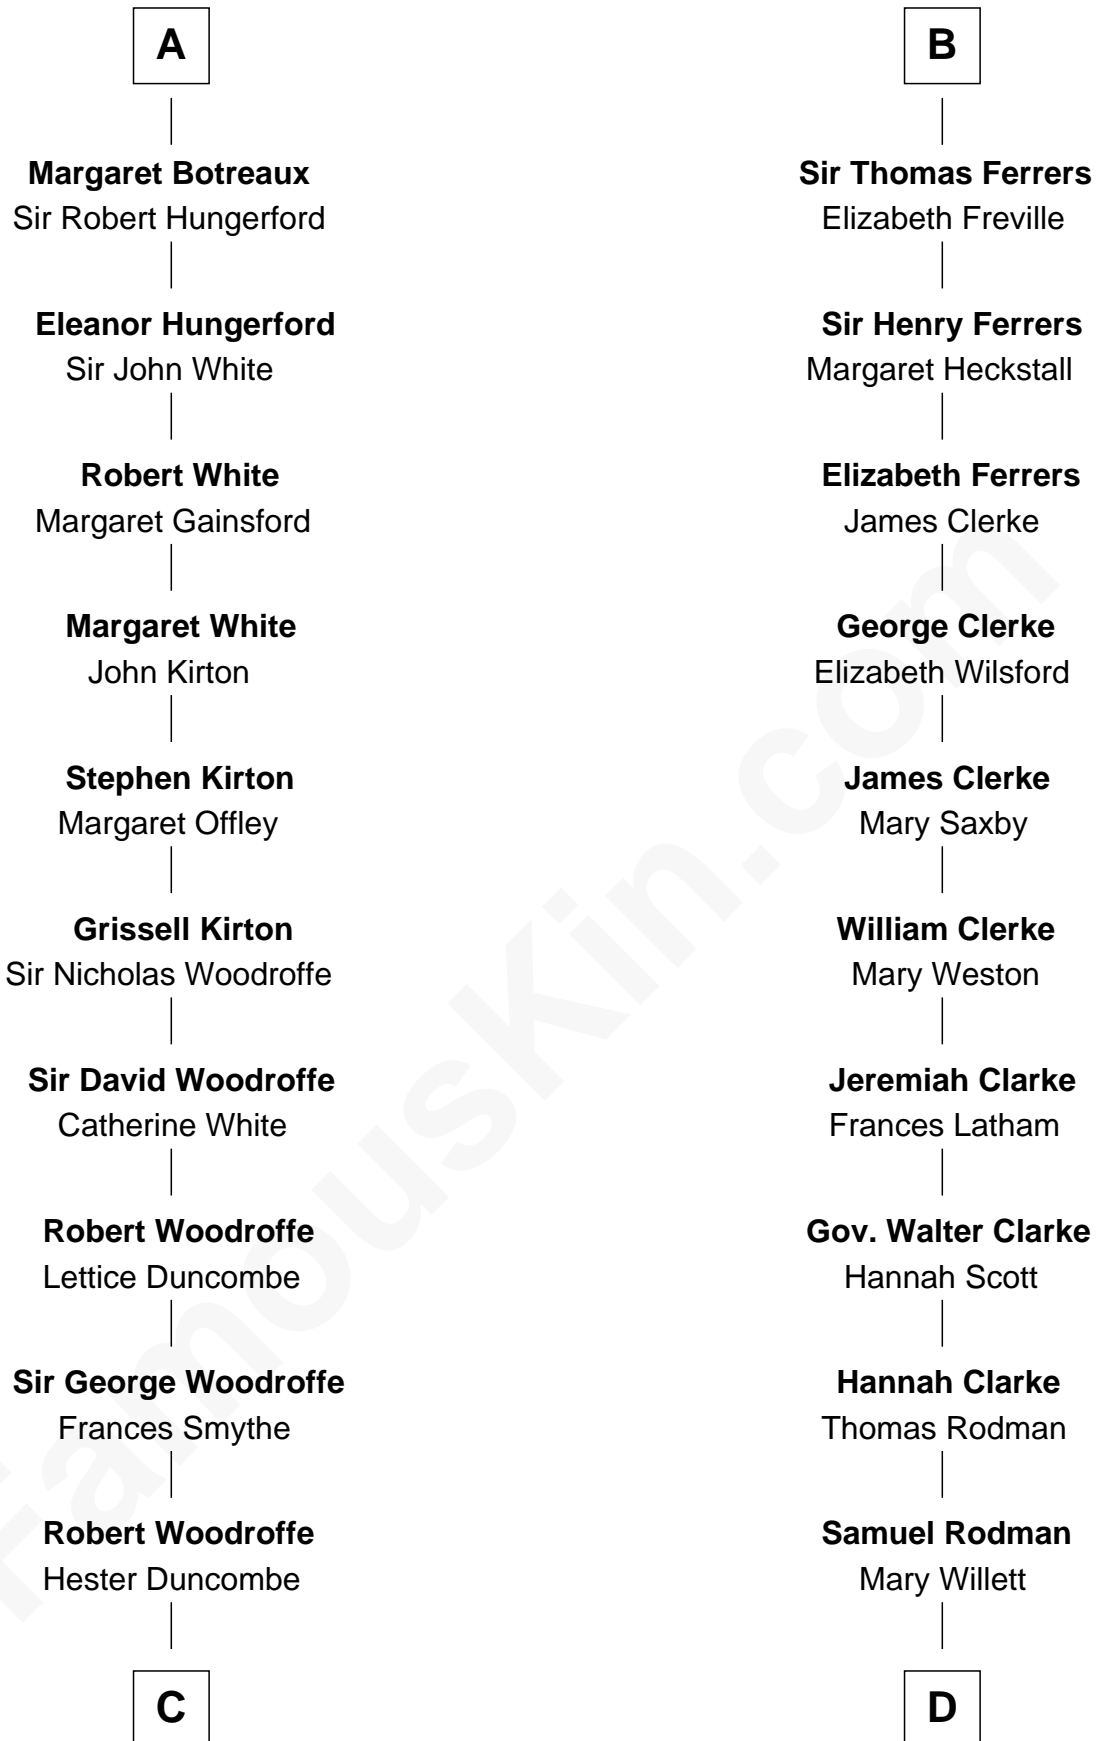 A
Margaret Botreaux
Sir Robert Hungerford
Eleanor Hungerford
Sir John White
Robert White
Margaret Gainsford
Margaret White
John Kirton
Stephen Kirton
Margaret Offley
Grissell Kirton
Sir Nicholas Woodroffe
Sir David Woodroffe
Catherine White
Robert Woodroffe
Lettice Duncombe
Sir George Woodroffe
Frances Smythe
Robert Woodroffe
Hester Duncombe
C
B
Sir Thomas Ferrers
Elizabeth Freville
Sir Henry Ferrers
Margaret Heckstall
Elizabeth Ferrers
James Clerke
George Clerke
Elizabeth Wilsford
James Clerke
Mary Saxby
William Clerke
Mary Weston
Jeremiah Clarke
Frances Latham
Gov. Walter Clarke
Hannah Scott
Hannah Clarke
Thomas Rodman
Samuel Rodman
Mary Willett
D
FamousKin.com